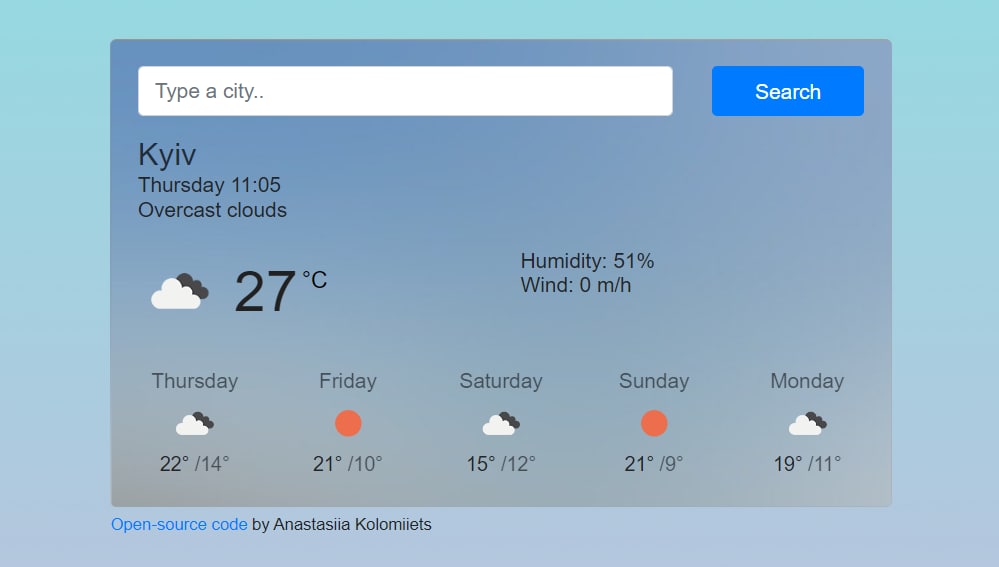 Type a city..
Search
Kyiv
Thursday 11:05
Overcast clouds
27 °C
Humidity: 51%
Wind: 0 m/h
Thursday Friday Saturday Sunday Monday
22° /14° 21° /10° 15° /12° 21° /9° 19° /11°
Open-source code by Anastasiia Kolomiiets